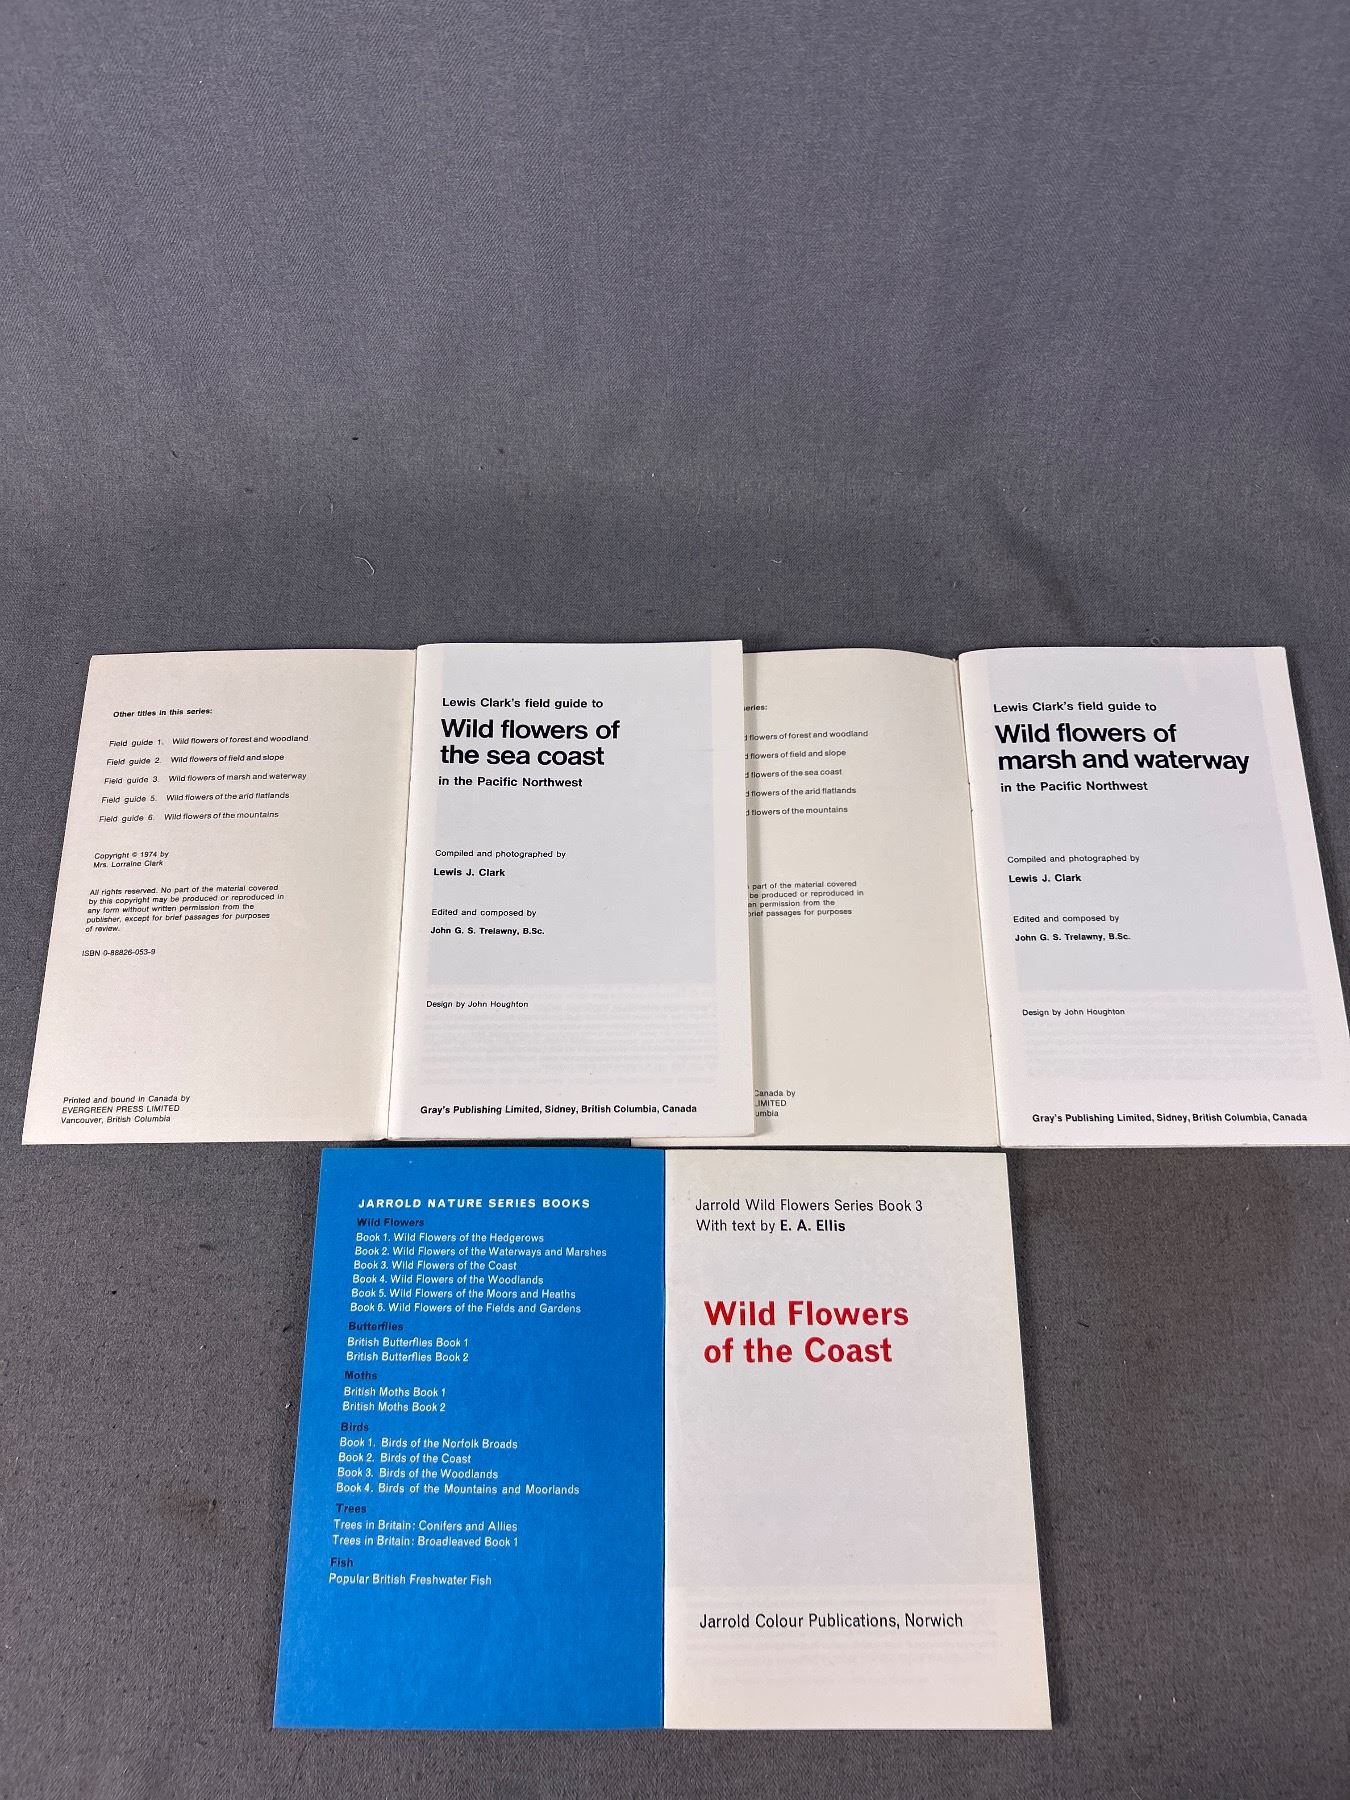 Other titles in this series:
Field guide 1. Wild flowers of forest and woodland
Field guide 2. Wild flowers of field and slope
Field guide 3. Wild flowers of marsh and waterway
Field guide 5. Wild flowers of the arid flatlands
Field guide 6. Wild flowers of the mountains
Copyright © 1974 by
Mrs. Lorraine Clark
All rights reserved. No part of the material covered
by this copyright may be produced or reproduced in
any form without written permission from the
publisher, except for brief passages for purposes
of review.
ISBN 0-88826-053-9
Printed and bound in Canada by
EVERGREEN PRESS LIMITED
Vancouver, British Columbia
Lewis Clark's field guide to
Wild flowers of
the sea coast
in the Pacific Northwest
Compiled and photographed by
Lewis J. Clark
Edited and composed by
John G. S. Trelawny, B.Sc.
Design by John Houghton
Gray's Publishing Limited, Sidney, British Columbia, Canada
flowers of forest and woodland
flowers of field and slope
flowers of the sea coast
flowers of the arid flatlands
flowers of the mountains
part of the material covered
be produced or reproduced in
permission from the
brief passages for purposes
Canada by
Lewis Clark's field guide to
Wild flowers of
marsh and waterway
in the Pacific Northwest
Compiled and photographed by
Lewis J. Clark
Edited and composed by
John G. S. Trelawny, B.Sc.
Design by John Houghton
Gray's Publishing Limited, Sidney, British Columbia, Canada
JARROLD NATURE SERIES BOOKS
Wild Flowers
Book 1. Wild Flowers of the Hedgerows
Book 2. Wild Flowers of the Waterways and Marshes
Book 3. Wild Flowers of the Coast
Book 4. Wild Flowers of the Woodlands
Book 5. Wild Flowers of the Moors and Heaths
Book 6. Wild Flowers of the Fields and Gardens
Butterflies
British Butterflies Book 1
British Butterflies Book 2
Moths
British Moths Book 1
British Moths Book 2
Birds
Book 1. Birds of the Norfolk Broads
Book 2. Birds of the Coast
Book 3. Birds of the Woodlands
Book 4. Birds of the Mountains and Moorlands
Trees
Trees in Britain: Conifers and Allies
Trees in Britain: Broadleaved Book 1
Fish
Popular British Freshwater Fish
Jarrold Wild Flowers Series Book 3
With text by E. A. Ellis
Wild Flowers
of the Coast
Jarrold Colour Publications, Norwich